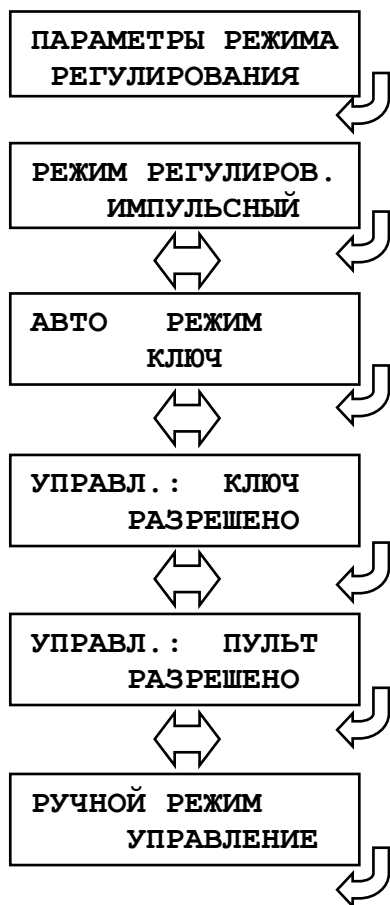 ПАРАМЕТРЫ РЕЖИМА
РЕГУЛИРОВАНИЯ
РЕЖИМ РЕГУЛИРОВ.
ИМПУЛЬСНЫЙ
АВТО РЕЖИМ
КЛЮЧ
УПРАВЛ.: КЛЮЧ
РАЗРЕШЕНО
УПРАВЛ.: ПУЛЬТ
РАЗРЕШЕНО
РУЧНОЙ РЕЖИМ
УПРАВЛЕНИЕ